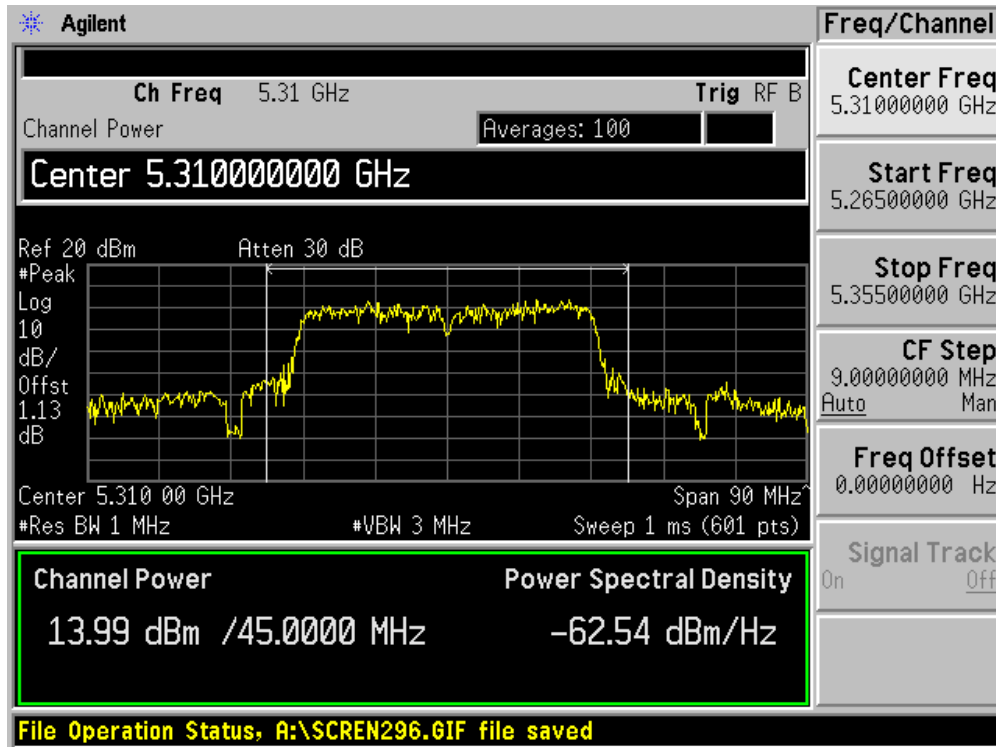 Agilent
Freq/Channel
Ch Freq 5.31 GHz Trig RF B
Channel Power Averages: 100
Center 5.310000000 GHz
Ref 20 dBm Atten 30 dB
#Peak
Log
10
dB/
Offst
1.13
dB
Center 5.310 00 GHz Span 90 MHz^
#Res BW 1 MHz #VBW 3 MHz Sweep 1 ms (601 pts)
Channel Power Power Spectral Density
13.99 dBm /45.0000 MHz -62.54 dBm/Hz
File Operation Status, A:\SCREN296.GIF file saved
Center Freq
5.31000000 GHz
Start Freq
5.26500000 GHz
Stop Freq
5.35500000 GHz
CF Step
9.00000000 MHz
Auto Man
Freq Offset
0.00000000 Hz
Signal Track
On Off